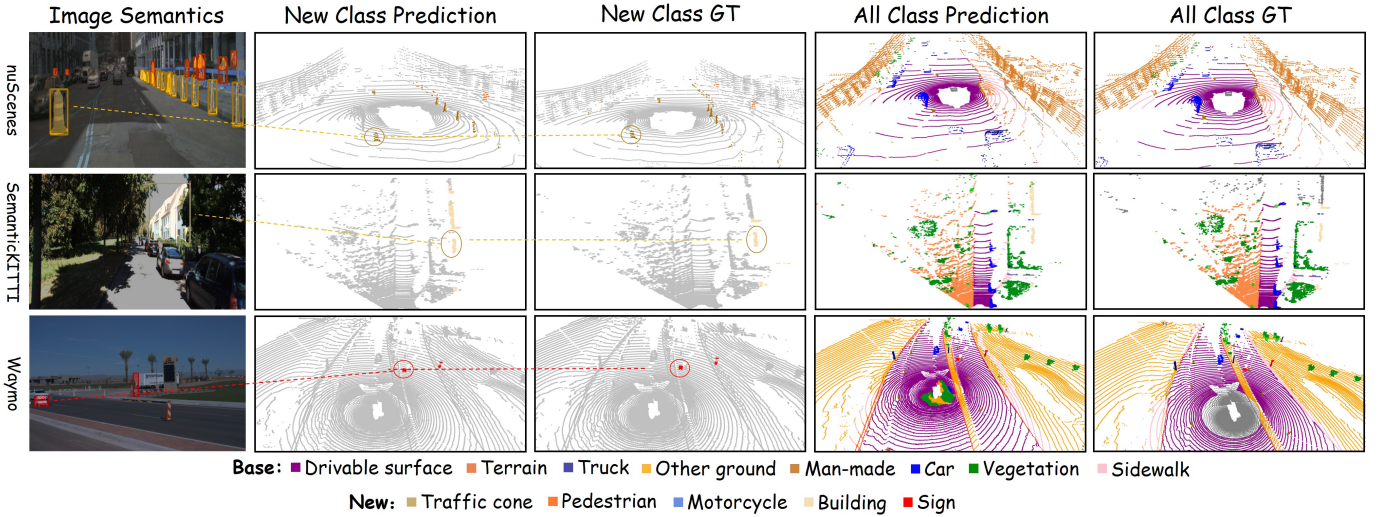 Image Semantics New Class Prediction New Class GT All Class Prediction All Class GT
nuScenes
SemanticKITTI
Waymo
Base: Drivable surface Terrain Truck Other ground Man-made Car Vegetation Sidewalk
New: Traffic cone Pedestrian Motorcycle Building Sign